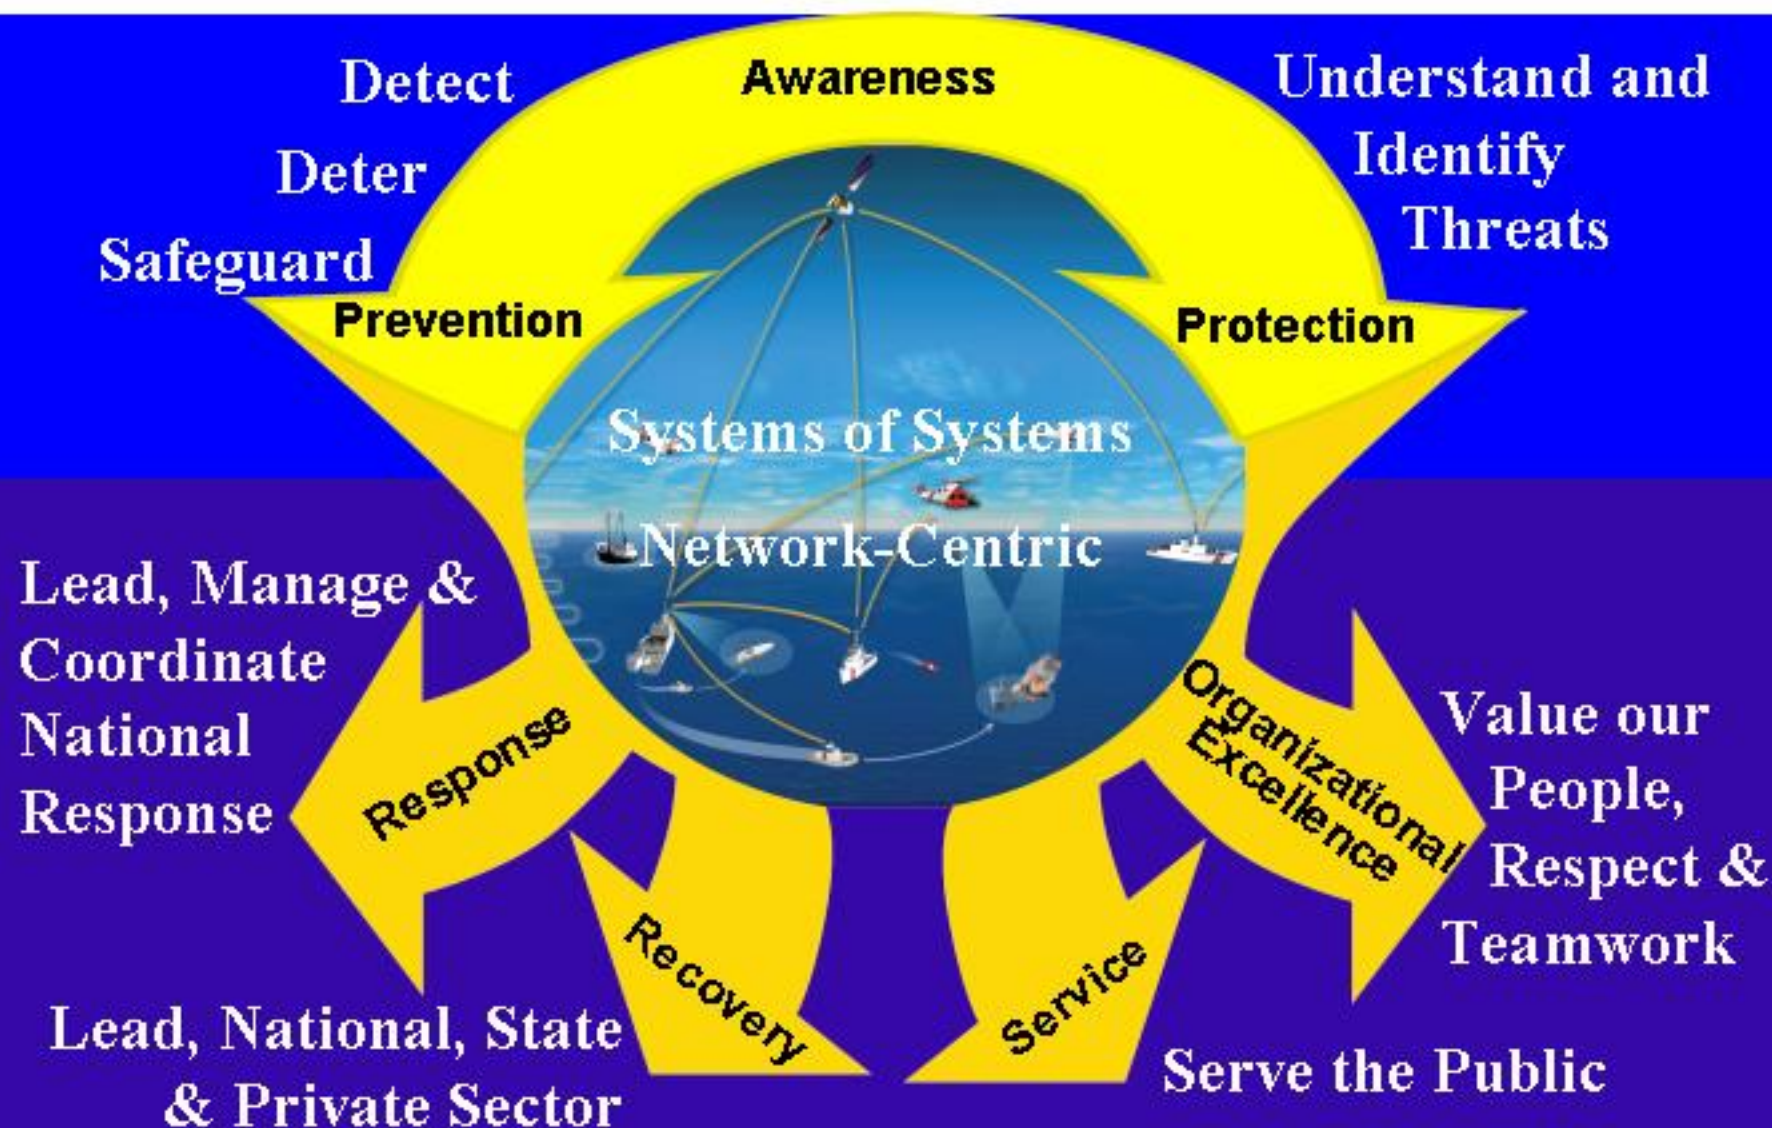 Awareness
Detect
Deter
Safeguard
Understand and
Identify
Threats
Prevention
Protection
Systems of Systems
Network-Centric
Lead, Manage &
Coordinate
National
Response
Response
Organizational
Excellence
Value our
People,
Respect &
Teamwork
Recovery
Service
Lead, National, State
& Private Sector
Serve the Public